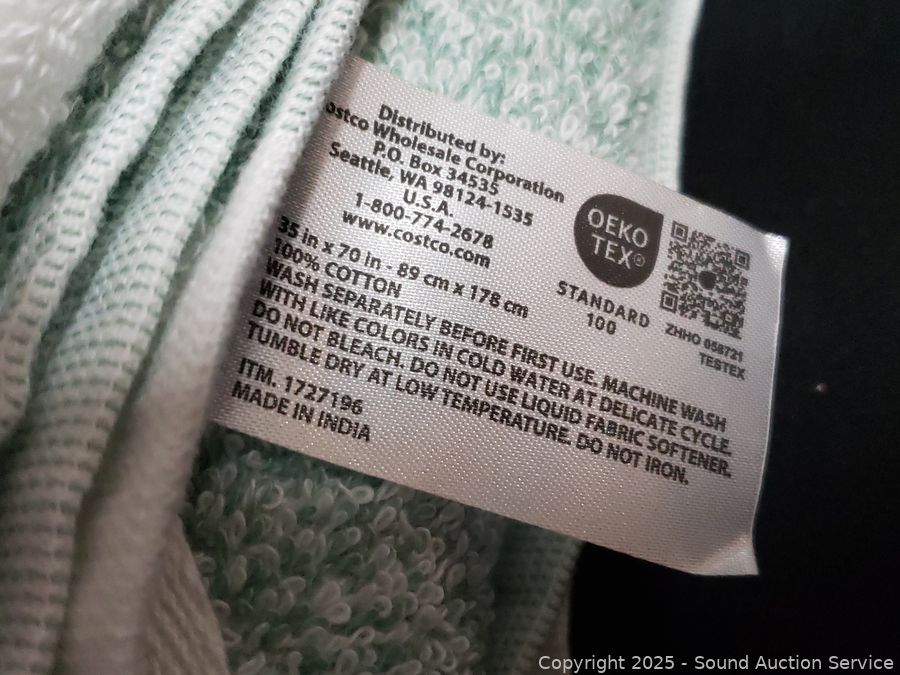 Distributed by:
ostco Wholesale Corporation
P.O. Box 34535
Seattle, WA 98124-1535
U.S.A.
1-800-774-2678
www.costco.com
35 in x 70 in - 89 cm x 178 cm
100% COTTON
WASH SEPARATELY BEFORE FIRST USE. MACHINE WASH
WITH LIKE COLORS IN COLD WATER AT DELICATE CYCLE.
DO NOT BLEACH. DO NOT USE LIQUID FABRIC SOFTENER.
TUMBLE DRY AT LOW TEMPERATURE. DO NOT IRON.
ITM. 1727196
MADE IN INDIA
OEKO
TEX®
STANDARD
100
ZHHO 058721
TESTEX
Copyright 2025 - Sound Auction Service